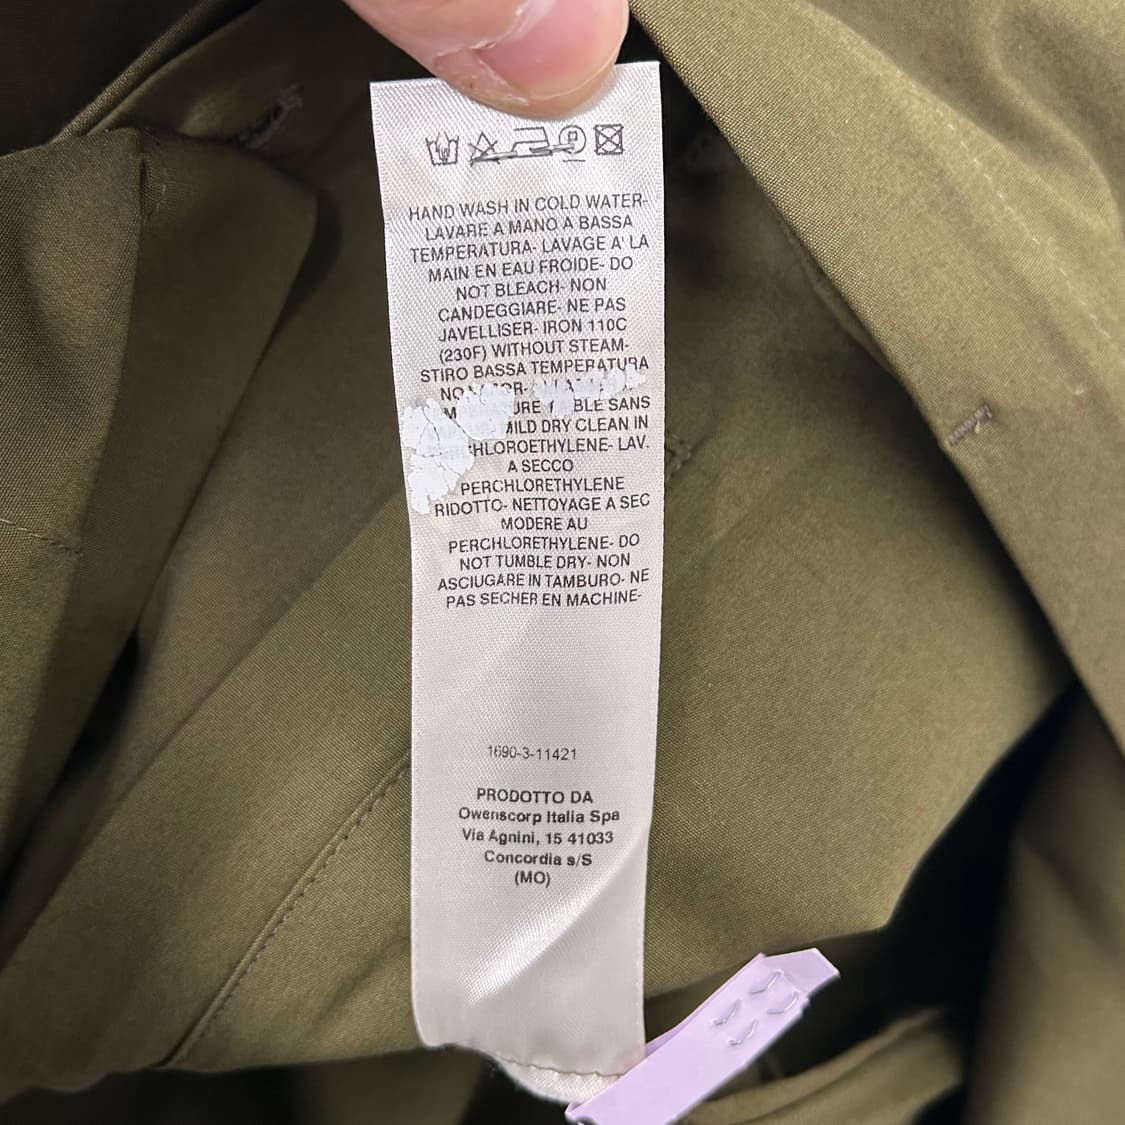 HAND WASH IN COLD WATER-
LAVARE A MANO A BASSA
TEMPERATURA- LAVAGE A' LA
MAIN EN EAU FROIDE- DO
NOT BLEACH- NON
CANDEGGIARE- NE PAS
JAVELLISER- IRON 110C
(230F) WITHOUT STEAM-
STIRO BASSA TEMPERATURA
NO
SANS
MILD DRY CLEAN IN
LAV.
A SECCO
PERCHLORETHYLENE
RIDOTTO- NETTOYAGE A SEC
MODERE AU
PERCHLORETHYLENE- DO
NOT TUMBLE DRY- NON
ASCIUGARE IN TAMBURO- NE
PAS SECHER EN MACHINE-
1690-3-11421
PRODOTTO DA
Owenscorp Italia Spa
Via Agnini, 15 41033
Concordia s/S
(MO)